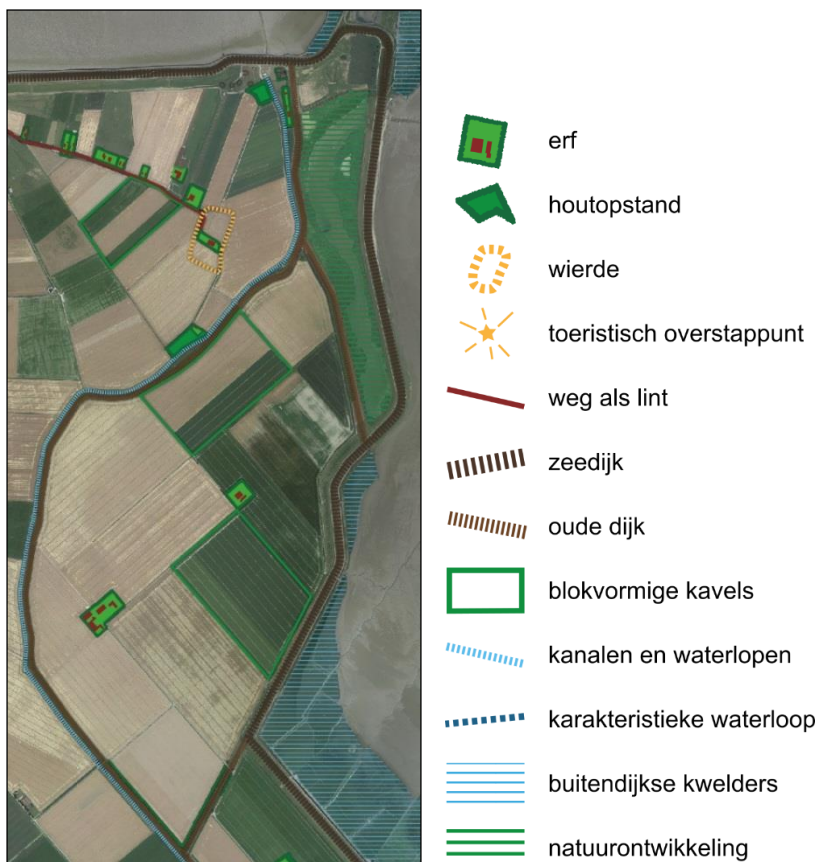 erf
houtopstand
wierde
toeristisch overstappunt
weg als lint
zeedijk
oude dijk
blokvormige kavels
kanalen en waterlopen
karakteristieke waterloop
buitendijkse kwelders
natuurontwikkeling